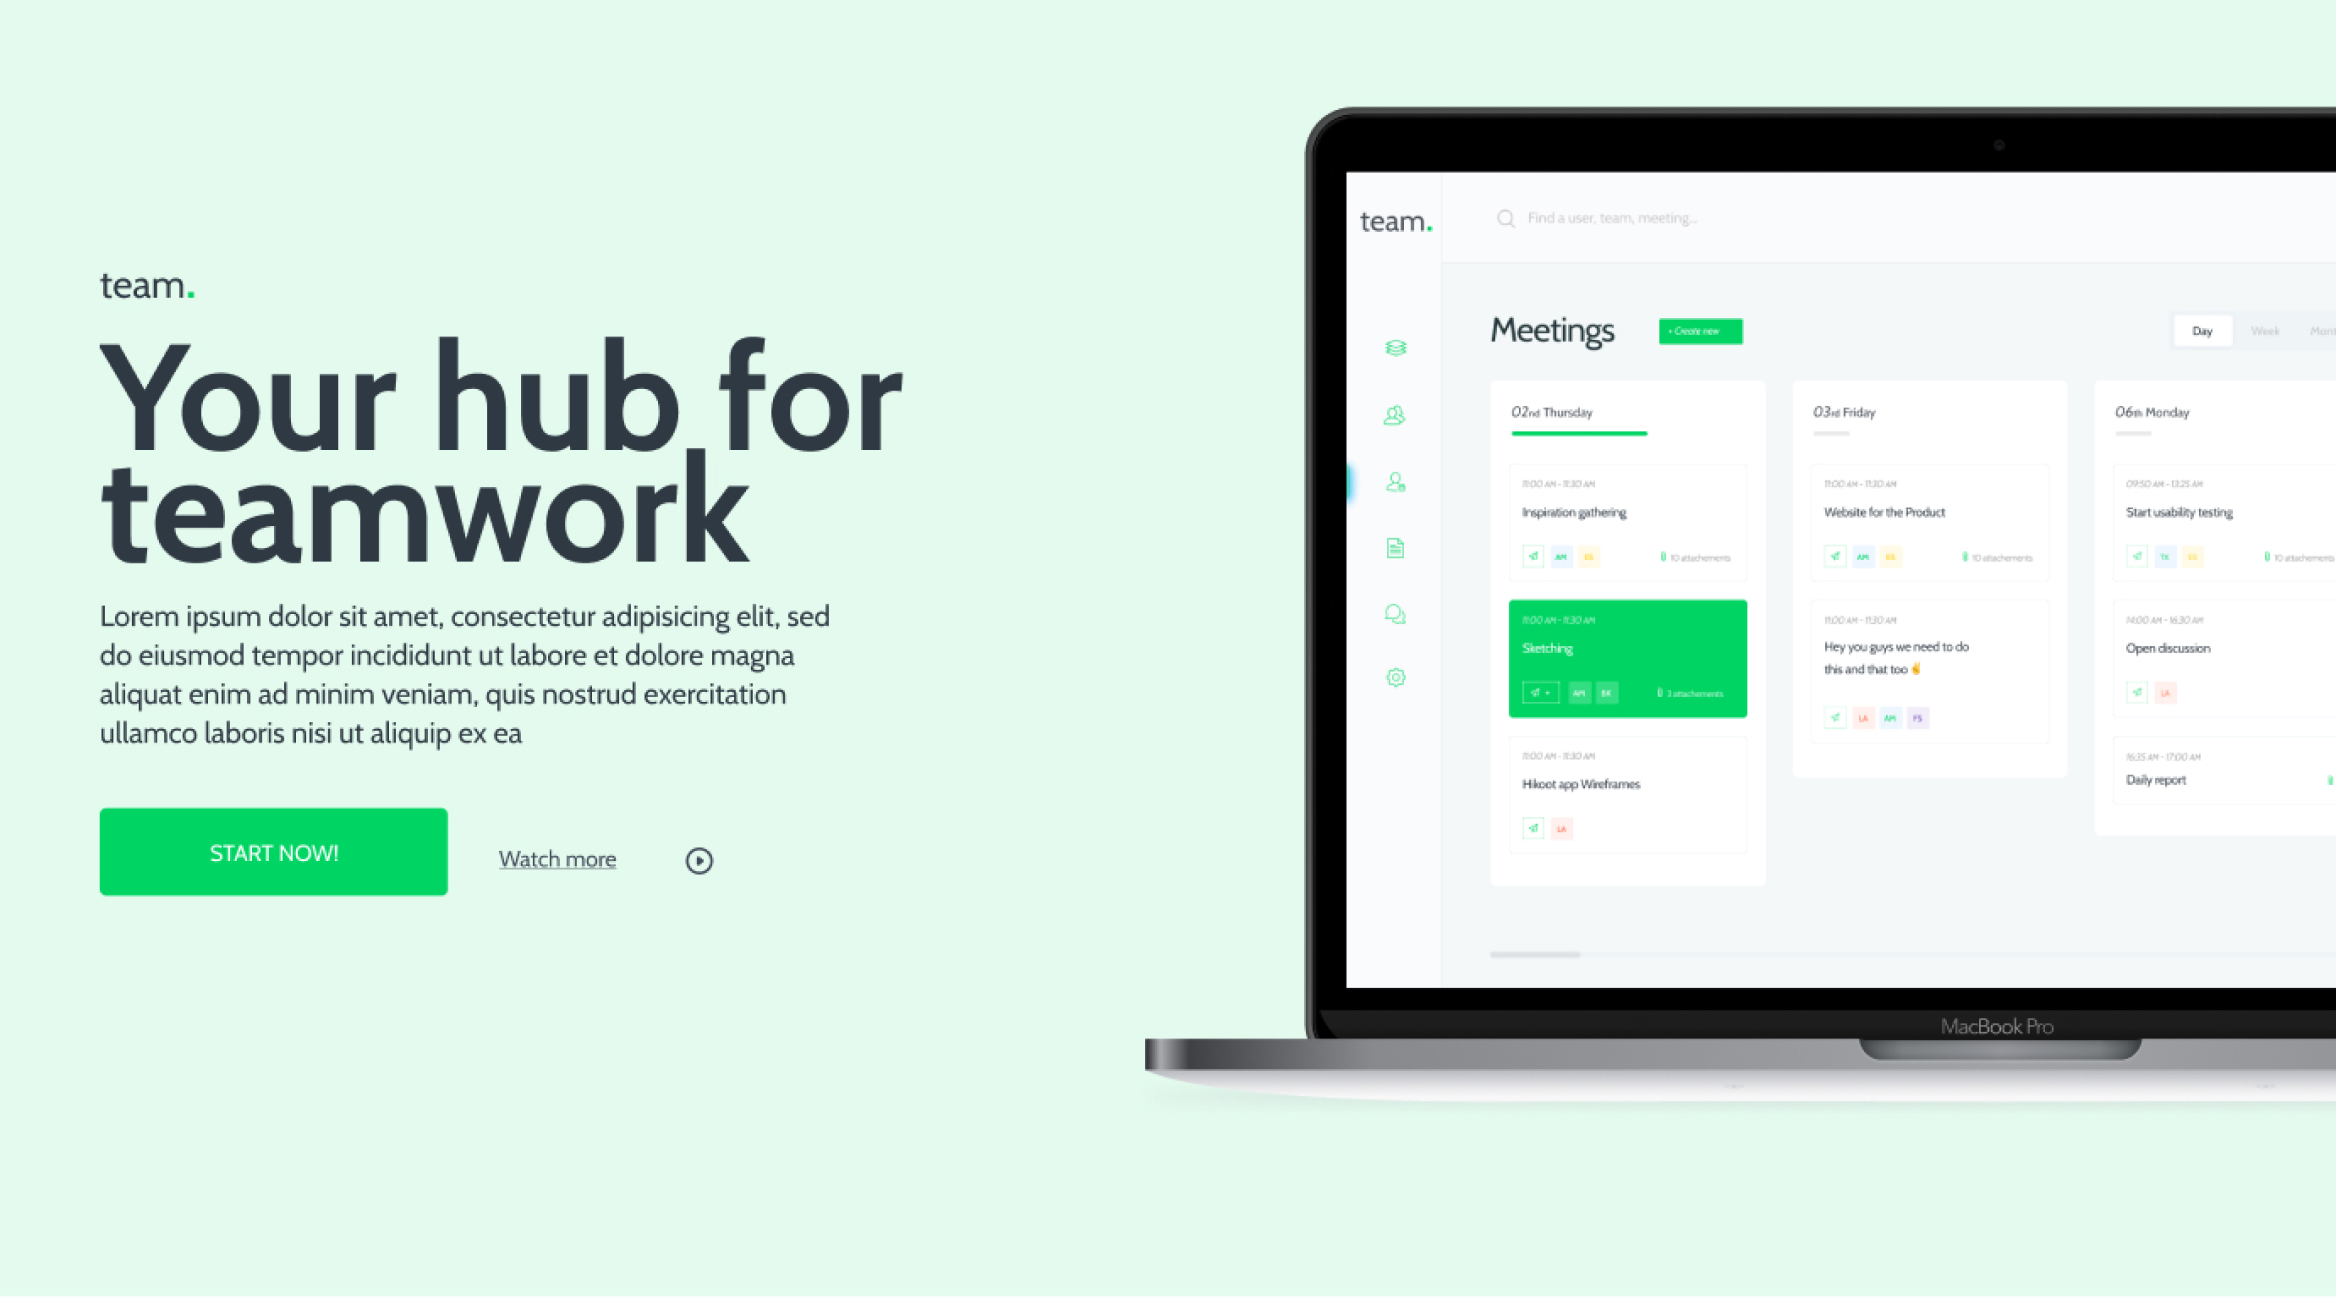 team.
Your hub for
teamwork
Lorem ipsum dolor sit amet, consectetur adipisicing elit, sed
do eiusmod tempor incididunt ut labore et dolore magna
aliquat enim ad minim veniam, quis nostrud exercitation
ullamco laboris nisi ut aliquip ex ea
START NOW!
Watch more
team.
Find a user, team, meeting...
Meetings
+ Create new
Day Week
02nd Thursday
11:00 AM - 11:30 AM
Inspiration gathering
AM
10 attachements
11:00 AM - 11:30 AM
Sketching
+ AM BK
3 attachements
11:00 AM - 11:30 AM
Hikoot app Wireframes
LA
03rd Friday
11:00 AM - 11:30 AM
Website for the Product
AM
10 attachements
11:00 AM - 11:30 AM
Hey you guys we need to do
this and that too ✌
LA AM FS
06th Monday
09:50 AM - 13:25 AM
Start usability testing
TK
10 attachements
14:00 AM - 16:30 AM
Open discussion
LA
16:35 AM - 17:00 AM
Daily report
MacBook Pro